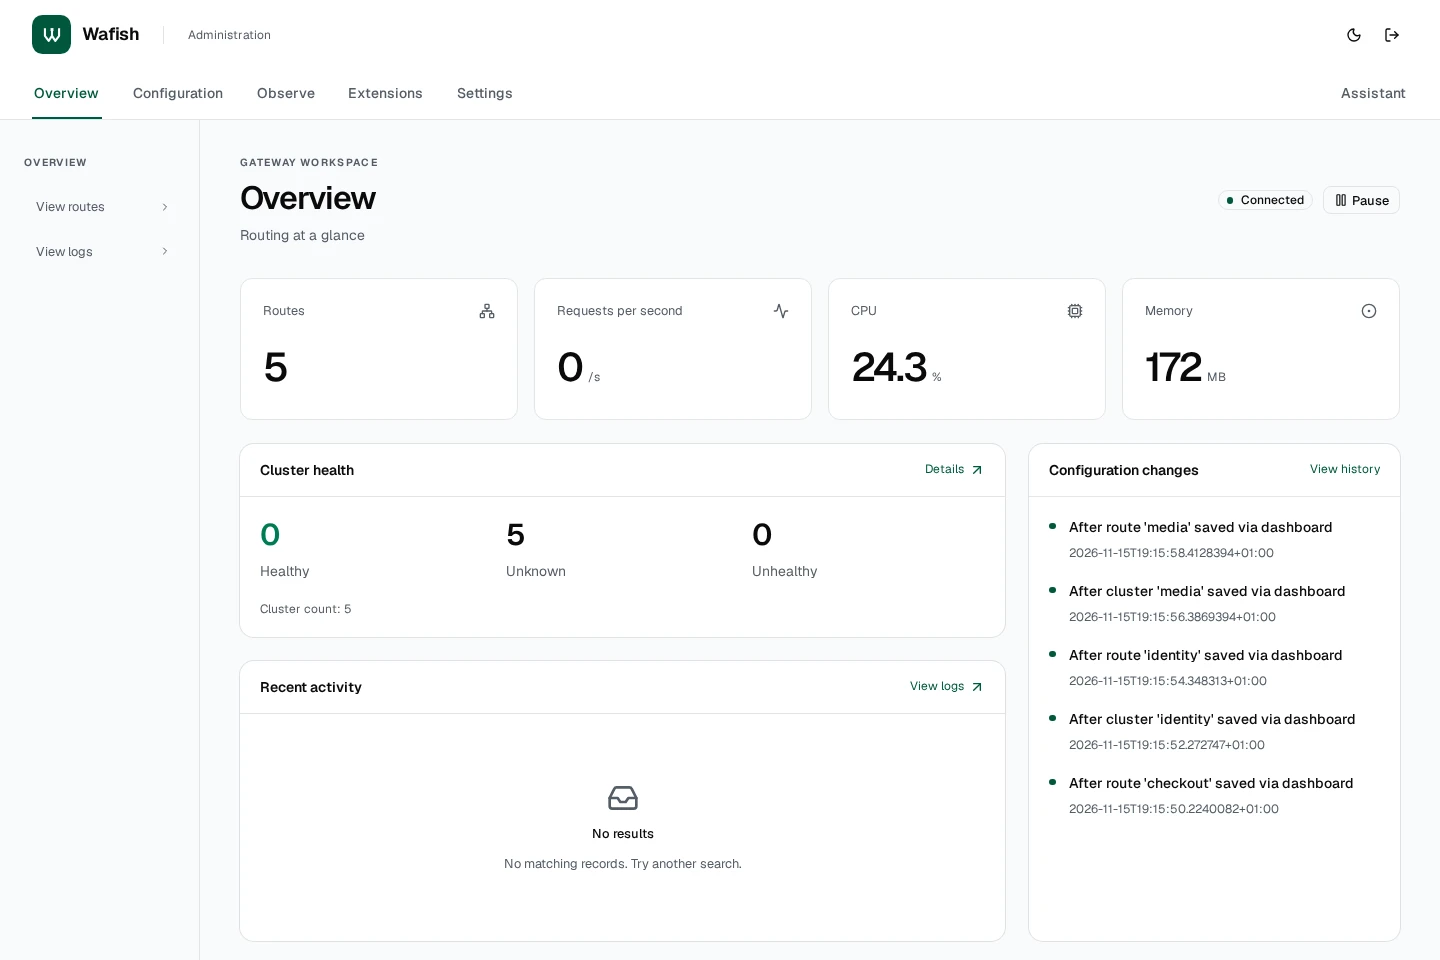 Wafish
Administration
Overview
Configuration
Observe
Extensions
Settings
Assistant
OVERVIEW
View routes
View logs
GATEWAY WORKSPACE
Overview
Routing at a glance
Connected
Pause
Routes
5
Requests per second
0 /s
CPU
24.3 %
Memory
172 MB
Cluster health
Details
0
Healthy
5
Unknown
0
Unhealthy
Cluster count: 5
Recent activity
View logs
No results
No matching records. Try another search.
Configuration changes
View history
After route 'media' saved via dashboard
2026-11-15T19:15:58.4128394+01:00
After cluster 'media' saved via dashboard
2026-11-15T19:15:56.3869394+01:00
After route 'identity' saved via dashboard
2026-11-15T19:15:54.348313+01:00
After cluster 'identity' saved via dashboard
2026-11-15T19:15:52.272747+01:00
After route 'checkout' saved via dashboard
2026-11-15T19:15:50.2240082+01:00